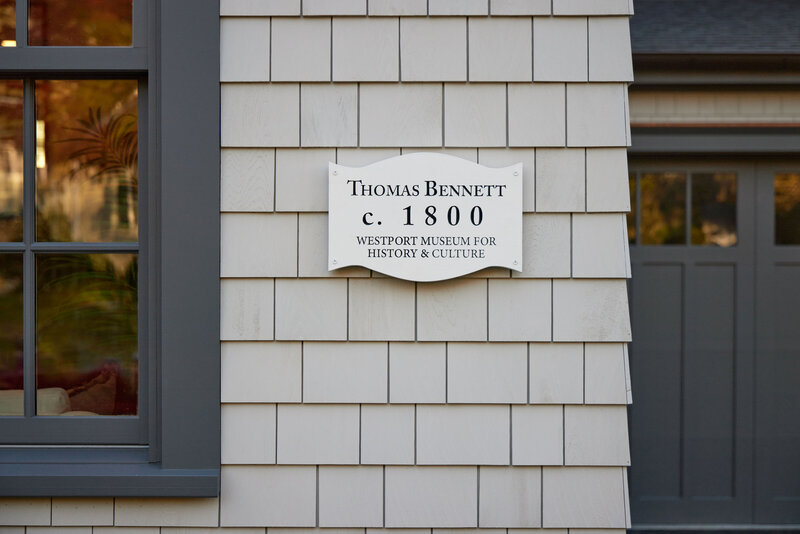 THOMAS BENNETT
c. 1800
WESTPORT MUSEUM FOR
HISTORY & CULTURE